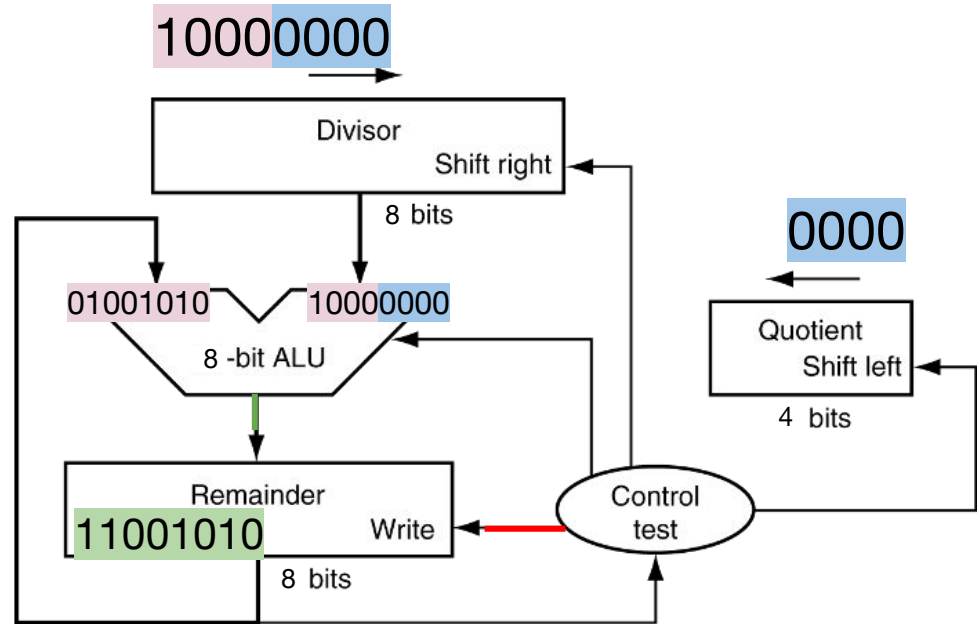 10000000
Divisor
Shift right
8 bits
0000
01001010
10000000
8 -bit ALU
Quotient
Shift left
4 bits
Remainder
11001010
Write
Control
test
8 bits